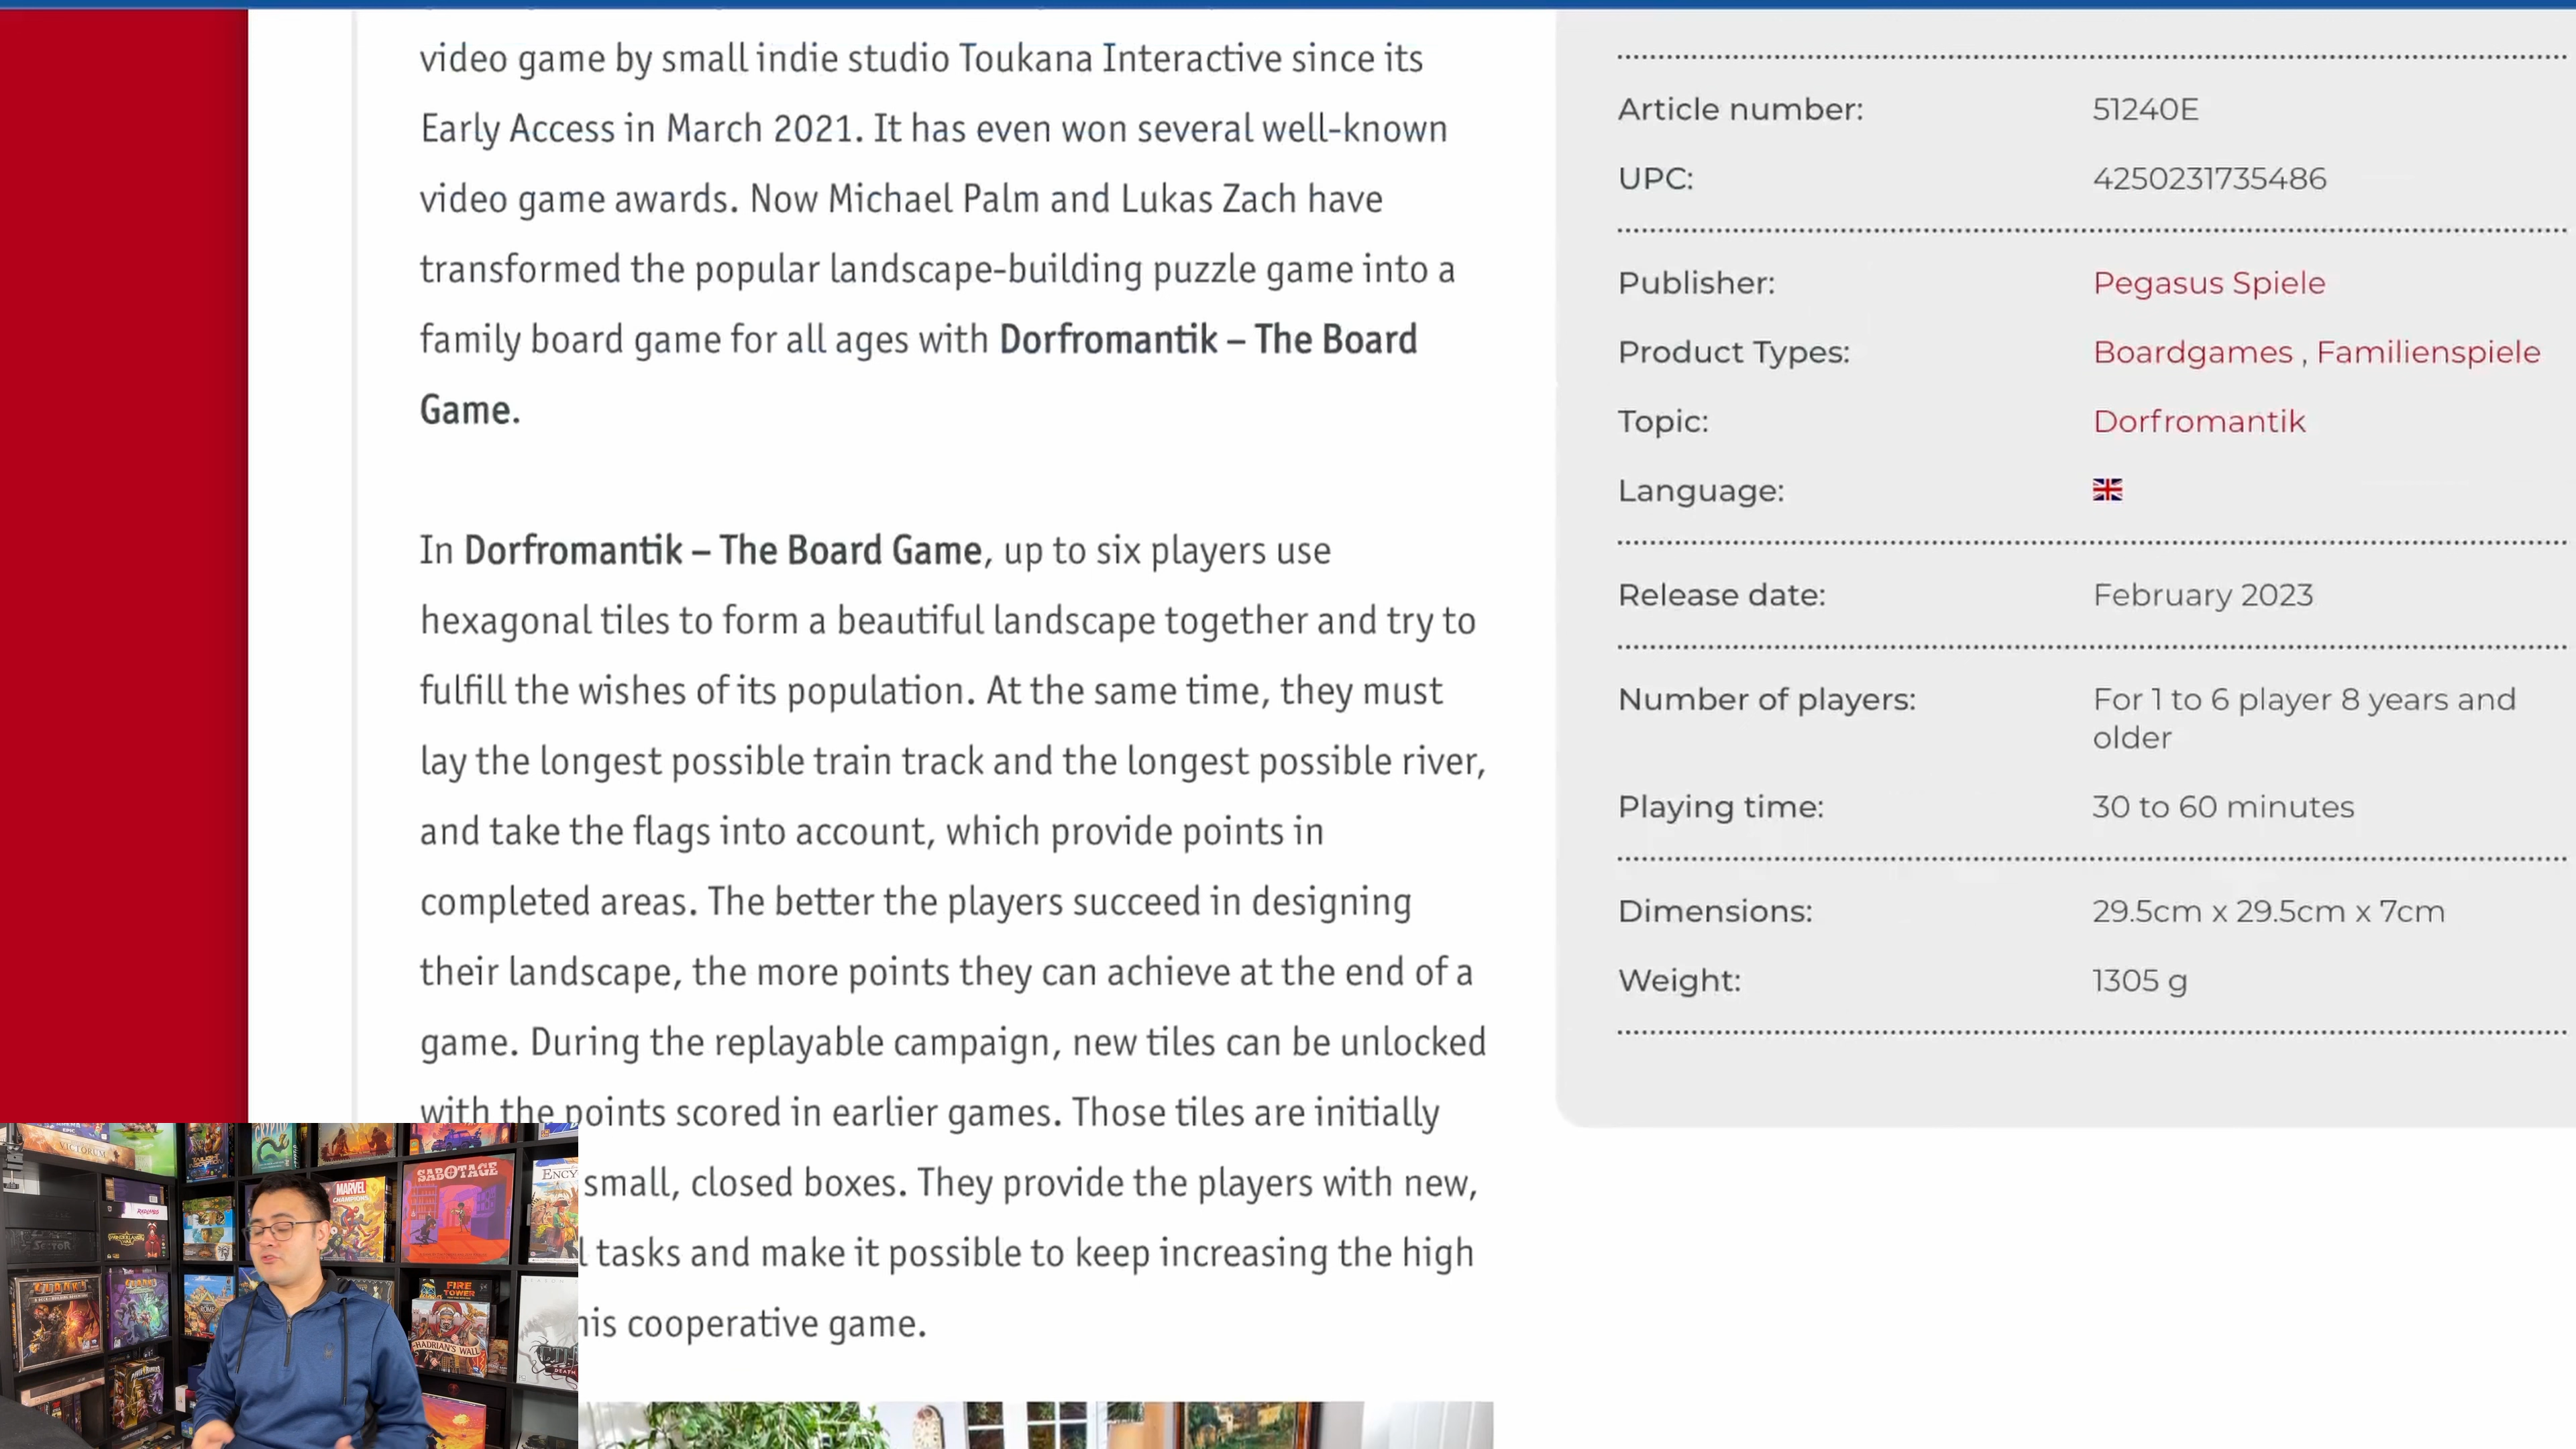 video game by small indie studio Toukana Interactive since its
Early Access in March 2021. It has even won several well-known
video game awards. Now Michael Palm and Lukas Zach have
transformed the popular landscape-building puzzle game into a
family board game for all ages with Dorfromantik – The Board
Game.
In Dorfromantik – The Board Game, up to six players use
hexagonal tiles to form a beautiful landscape together and try to
fulfill the wishes of its population. At the same time, they must
lay the longest possible train track and the longest possible river,
and take the flags into account, which provide points in
completed areas. The better the players succeed in designing
their landscape, the more points they can achieve at the end of a
game. During the replayable campaign, new tiles can be unlocked
with the points scored in earlier games. Those tiles are initially
small, closed boxes. They provide the players with new,
tasks and make it possible to keep increasing the high
his cooperative game.
Article number: 51240E
UPC: 4250231735486
Publisher: Pegasus Spiele
Product Types: Boardgames , Familienspiele
Topic: Dorfromantik
Language:
Release date: February 2023
Number of players: For 1 to 6 player 8 years and
older
Playing time: 30 to 60 minutes
Dimensions: 29.5cm x 29.5cm x 7cm
Weight: 1305 g
VICTORUM
CRYPTID
SABOTAGE
MARVEL
CHAMPIONS
ENCY
SECTOR
CLANK!
ROME
FIRE
TOWER
HADRIAN'S WALL